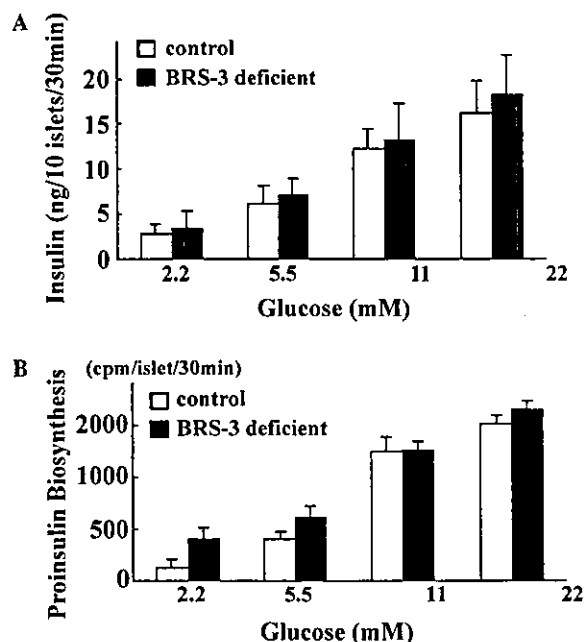 A
control
BRS-3 deficient
Insulin (ng/10 islets/30min)
20
15
10
5
0
2.2 5.5 11 22
Glucose (mM)
B
(cpm/islet/30min)
control
BRS-3 deficient
Proinsulin Biosynthesis
2000
1000
500
0
2.2 5.5 11 22
Glucose (mM)